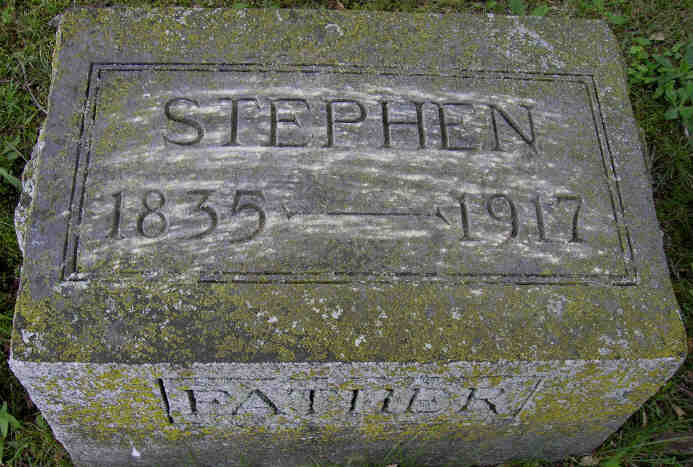 STEPHEN
1835 — 1917
FATHER